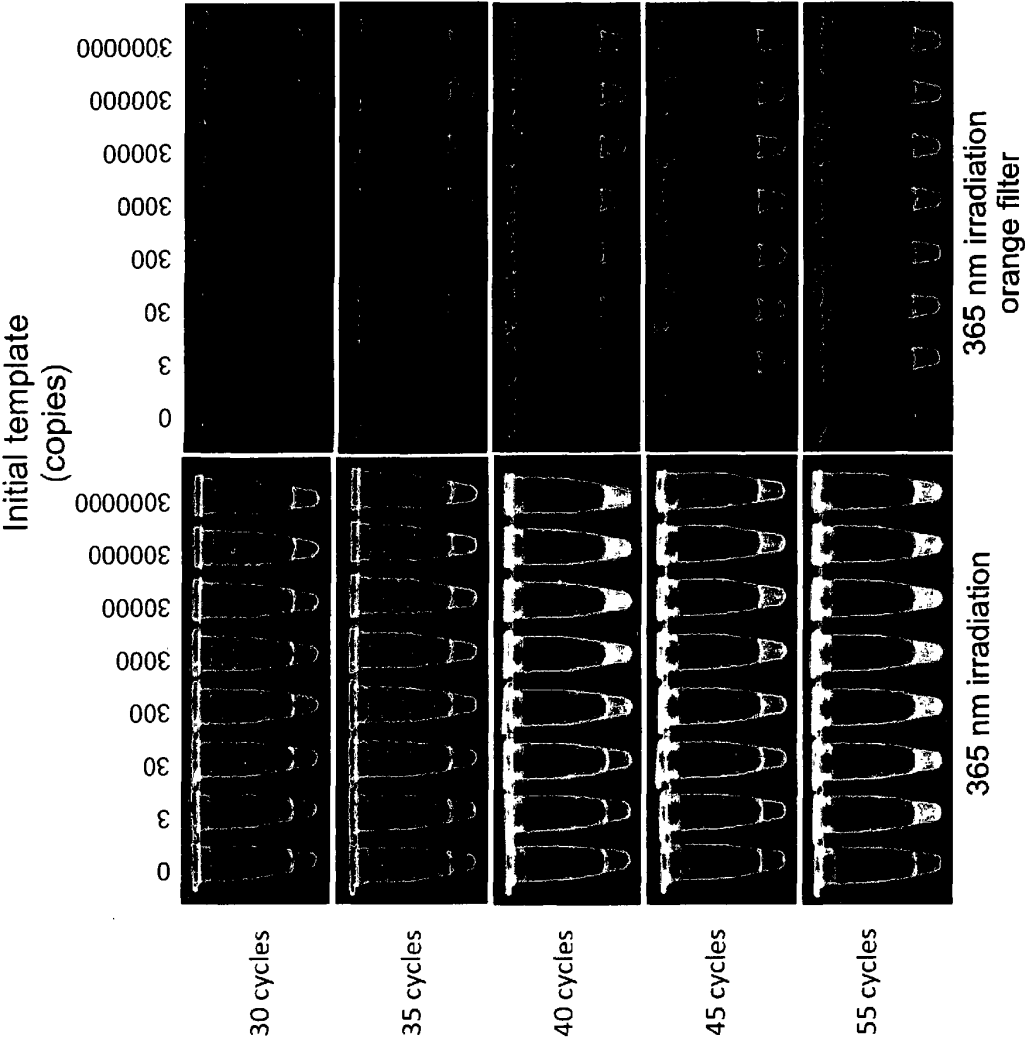 Initial template
(copies)
0
3
30
300
3000
30000
300000
3000000
0
3
30
300
3000
30000
300000
3000000
30 cycles
35 cycles
40 cycles
45 cycles
55 cycles
365 nm irradiation
365 nm irradiation
orange filter